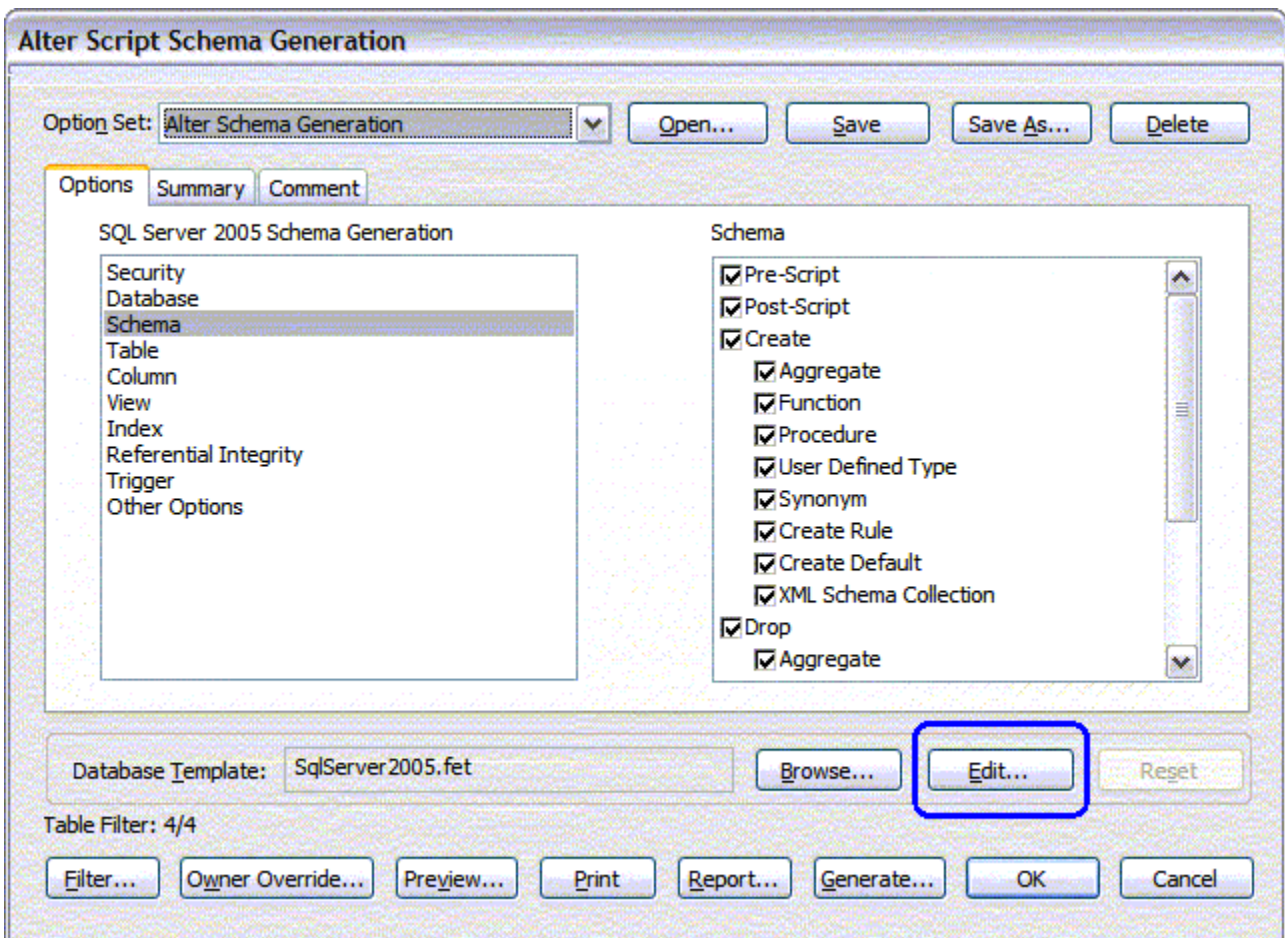 Alter Script Schema Generation
Option Set: Alter Schema Generation Open... Save Save As... Delete
Options Summary Comment
SQL Server 2005 Schema Generation
Security
Database
Schema
Table
Column
View
Index
Referential Integrity
Trigger
Other Options
Schema
Pre-Script
Post-Script
Create
Aggregate
Function
Procedure
User Defined Type
Synonym
Create Rule
Create Default
XML Schema Collection
Drop
Aggregate
Database Template: SqlServer2005.fet Browse... Edit... Reset
Table Filter: 4/4
Filter... Owner Override... Preview... Print Report... Generate... OK Cancel